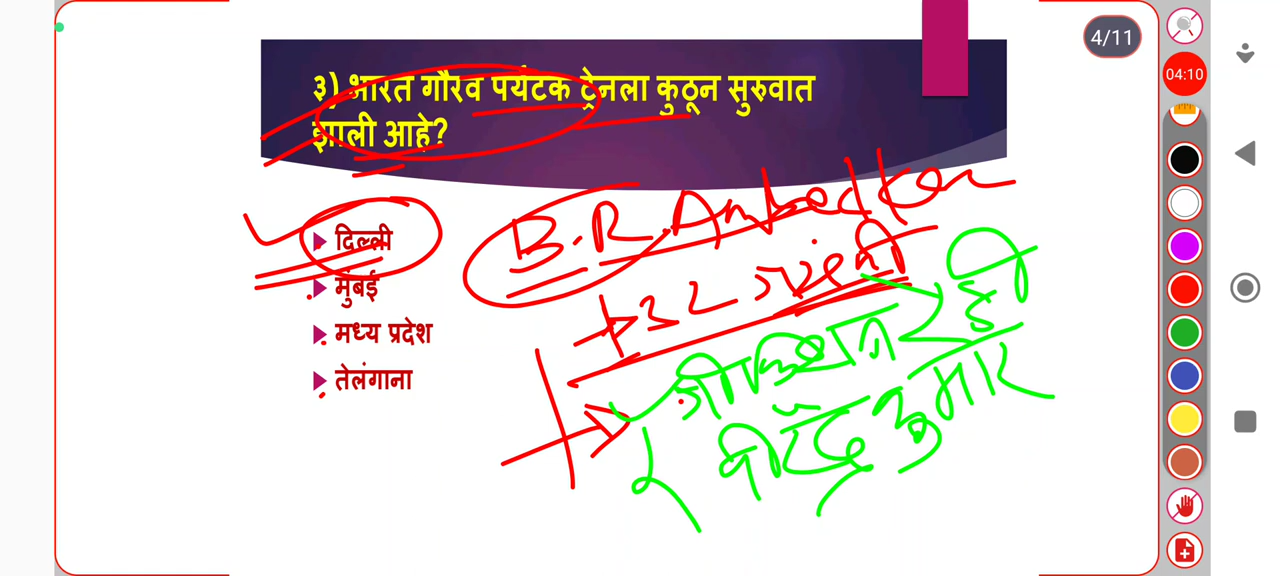 4/11
04:10
३) भारत गौरव पर्यटक ट्रेनला कुठून सुरुवात
झाली आहे?
B.R. Ambedkar
दिल्ली
मुंबई
मध्य प्रदेश
तेलंगाना
जी किशन रेड्डी
वीरेंद्र कुमार